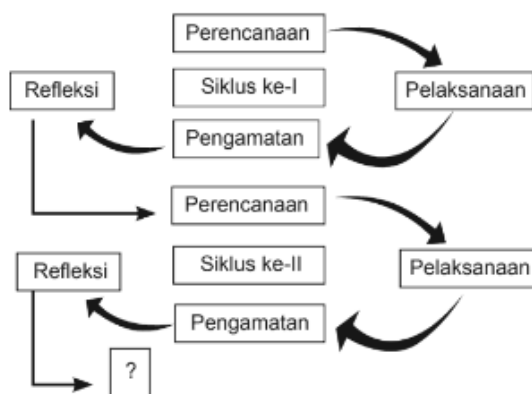 Perencanaan
Refleksi
Siklus ke-I
Pelaksanaan
Pengamatan
Perencanaan
Refleksi
Siklus ke-II
Pelaksanaan
Pengamatan
?